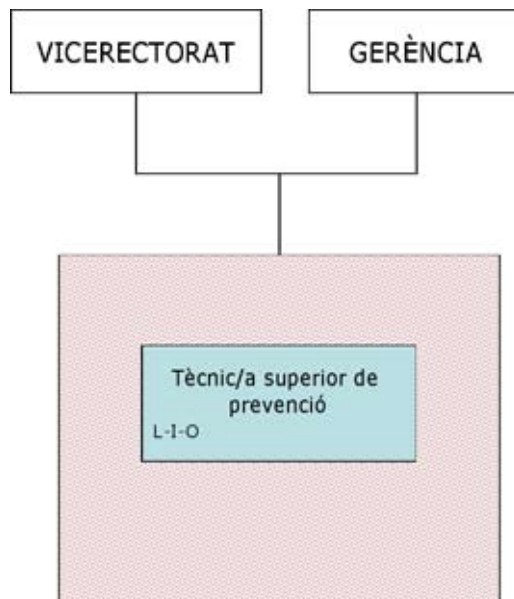 VICERECTORAT
GERÈNCIA
Tècnic/a superior de
prevenció
L-I-O